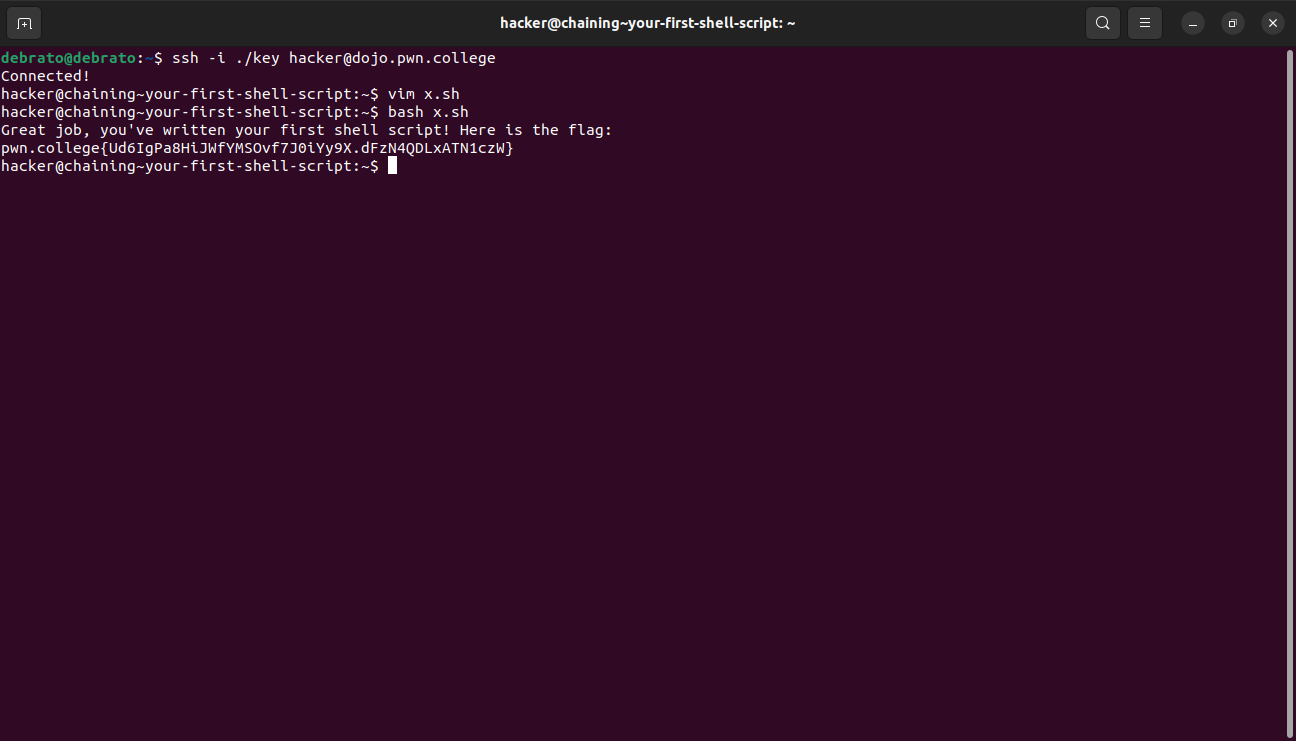 hacker@chaining~your-first-shell-script: ~
debrato@debrato:~$ ssh -i ./key hacker@dojo.pwn.college
Connected!
hacker@chaining~your-first-shell-script:~$ vim x.sh
hacker@chaining~your-first-shell-script:~$ bash x.sh
Great job, you've written your first shell script! Here is the flag:
pwn.college{Ud6IgPa8HiJWfYMSOvf7J0iYy9X.dFzN4QDLxATN1czW}
hacker@chaining~your-first-shell-script:~$